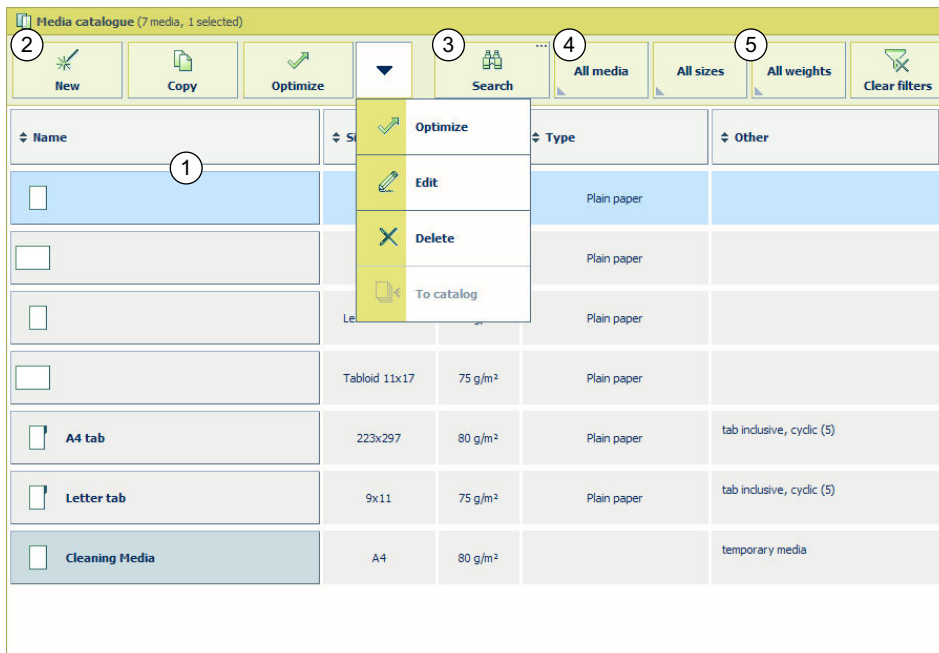 Media catalogue (7 media, 1 selected)
2 3 ... 4 5
New Copy Optimize Search All media All sizes All weights Clear filters
Name Si Type Other
Optimize
1
Edit
Plain paper
Delete
Plain paper
To catalog
Le Plain paper
Tabloid 11x17 75 g/m² Plain paper
A4 tab 223x297 80 g/m² Plain paper tab inclusive, cyclic (5)
Letter tab 9x11 75 g/m² Plain paper tab inclusive, cyclic (5)
Cleaning Media A4 80 g/m² temporary media